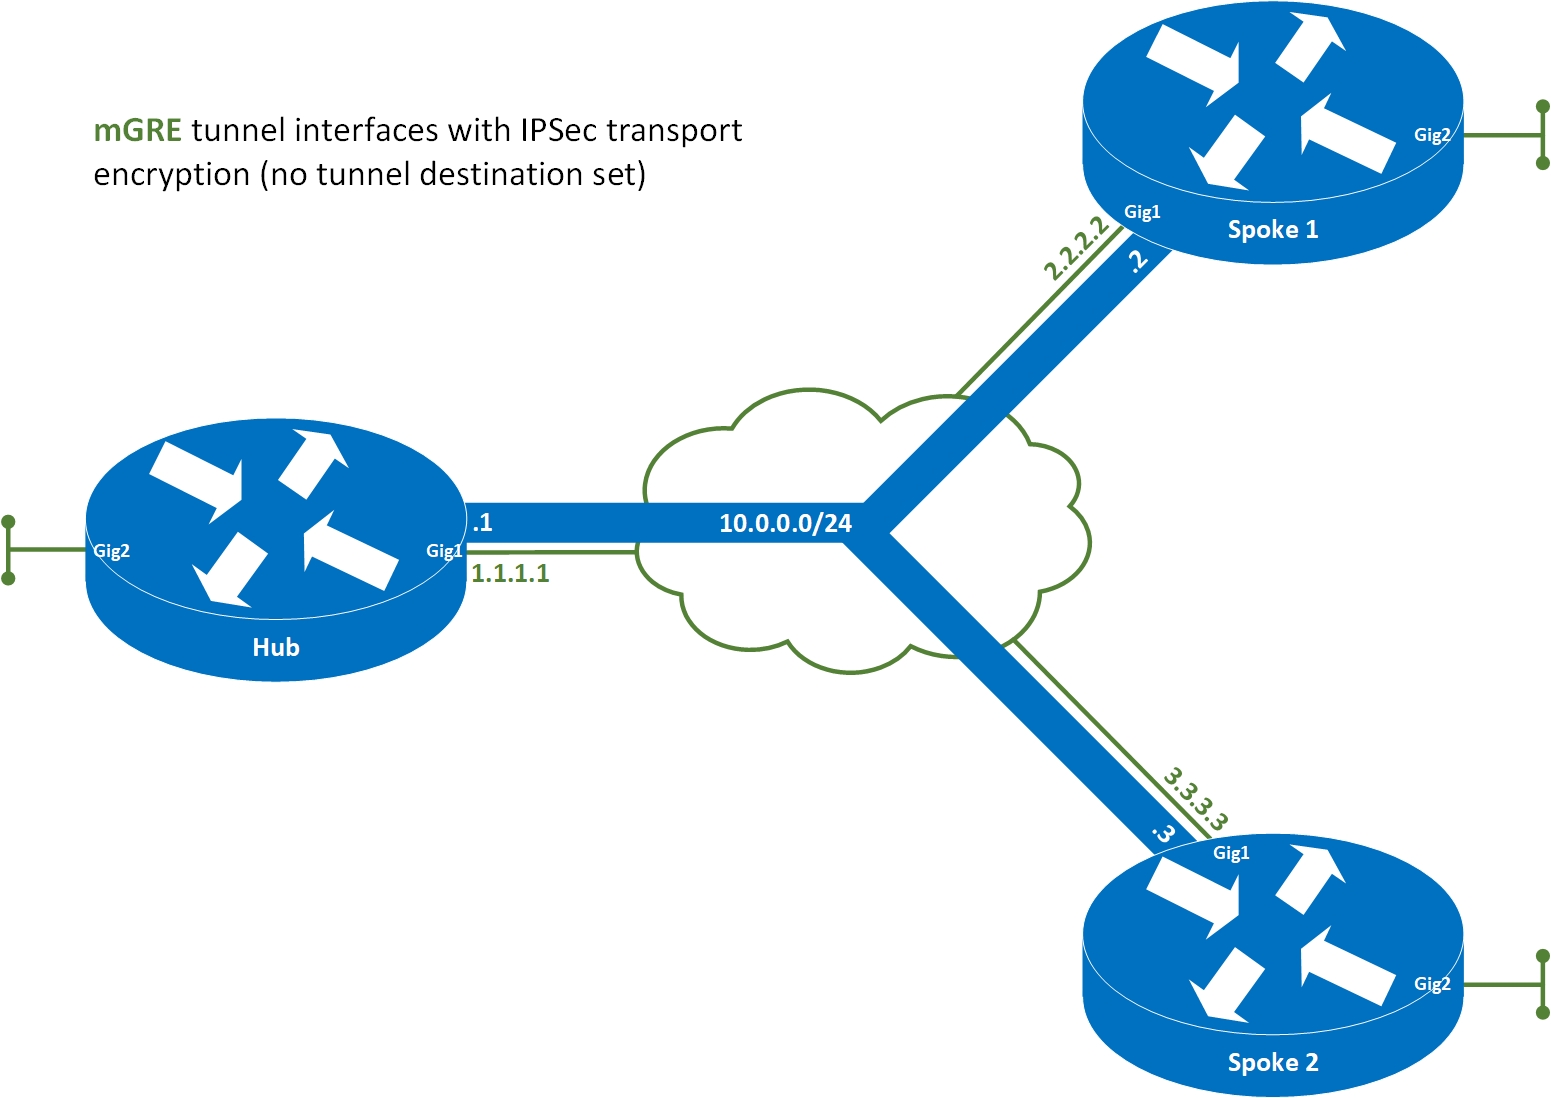 mGRE tunnel interfaces with IPSec transport
encryption (no tunnel destination set)
Gig2
Gig1
Spoke 1
2.2.2.2
.2
.1
10.0.0.0/24
Gig2
Gig1
1.1.1.1
Hub
3.3.3.3
.3
Gig1
Gig2
Spoke 2